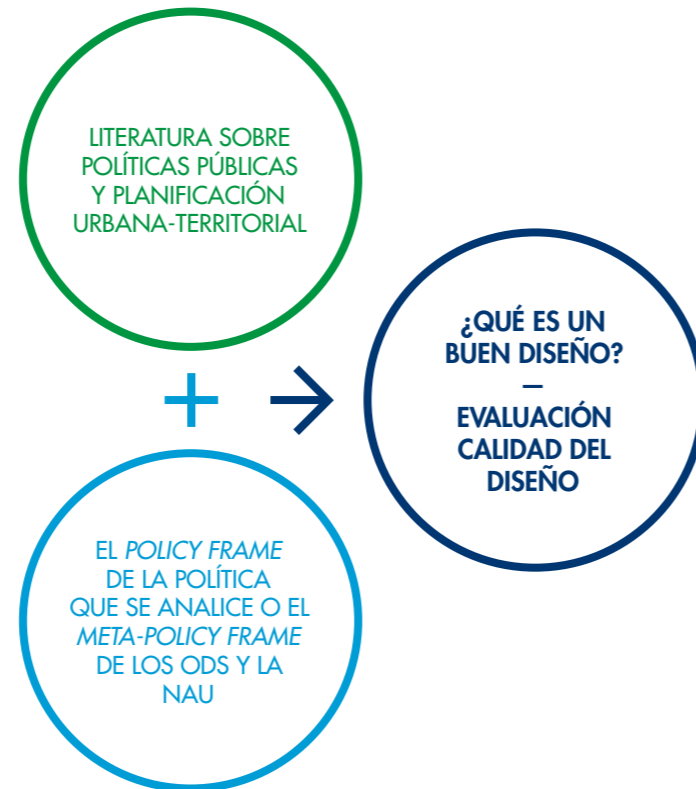 LITERATURA SOBRE
POLÍTICAS PÚBLICAS
Y PLANIFICACIÓN
URBANA-TERRITORIAL
+
EL POLICY FRAME
DE LA POLÍTICA
QUE SE ANALICE O EL
META-POLICY FRAME
DE LOS ODS Y LA
NAU
→
¿QUÉ ES UN
BUEN DISEÑO?
–
EVALUACIÓN
CALIDAD DEL
DISEÑO